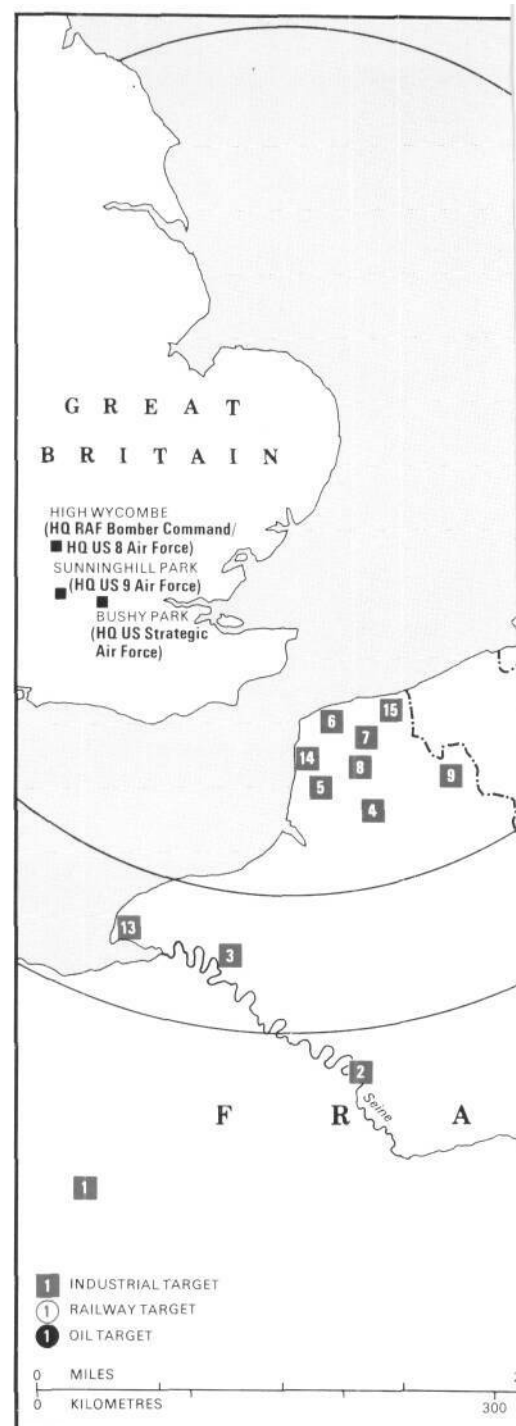 G R E A T
B R I T A I N
HIGH WYCOMBE
(HQ RAF Bomber Command/
HQ US 8 Air Force)
SUNNINGHILL PARK
(HQ US 9 Air Force)
BUSHY PARK
(HQ US Strategic
Air Force)
6
15
7
14
8
9
5
4
13
3
2
Seine
F R A
1
1 INDUSTRIAL TARGET
1 RAILWAY TARGET
1 OIL TARGET
0 MILES
0 KILOMETRES 300